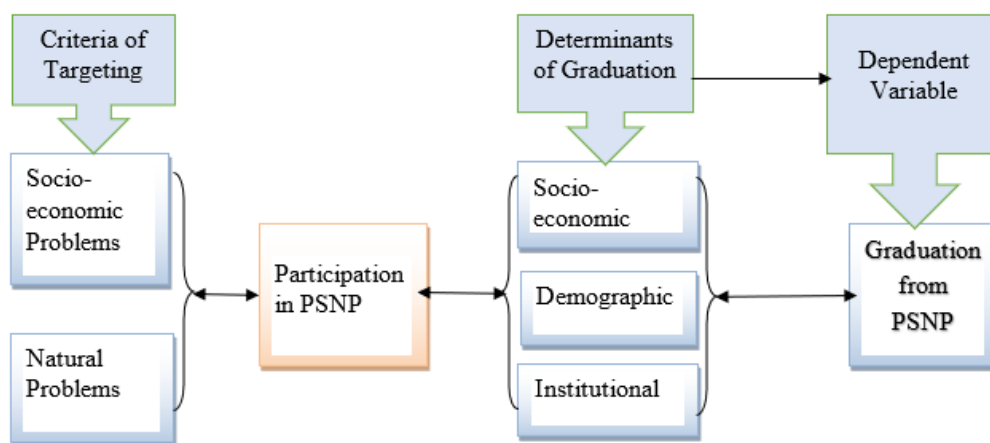 Criteria of
Targeting
Determinants
of Graduation
Dependent
Variable
Socio-
economic
Problems
Natural
Problems
Participation
in PSNP
Socio-
economic
Demographic
Institutional
Graduation
from
PSNP